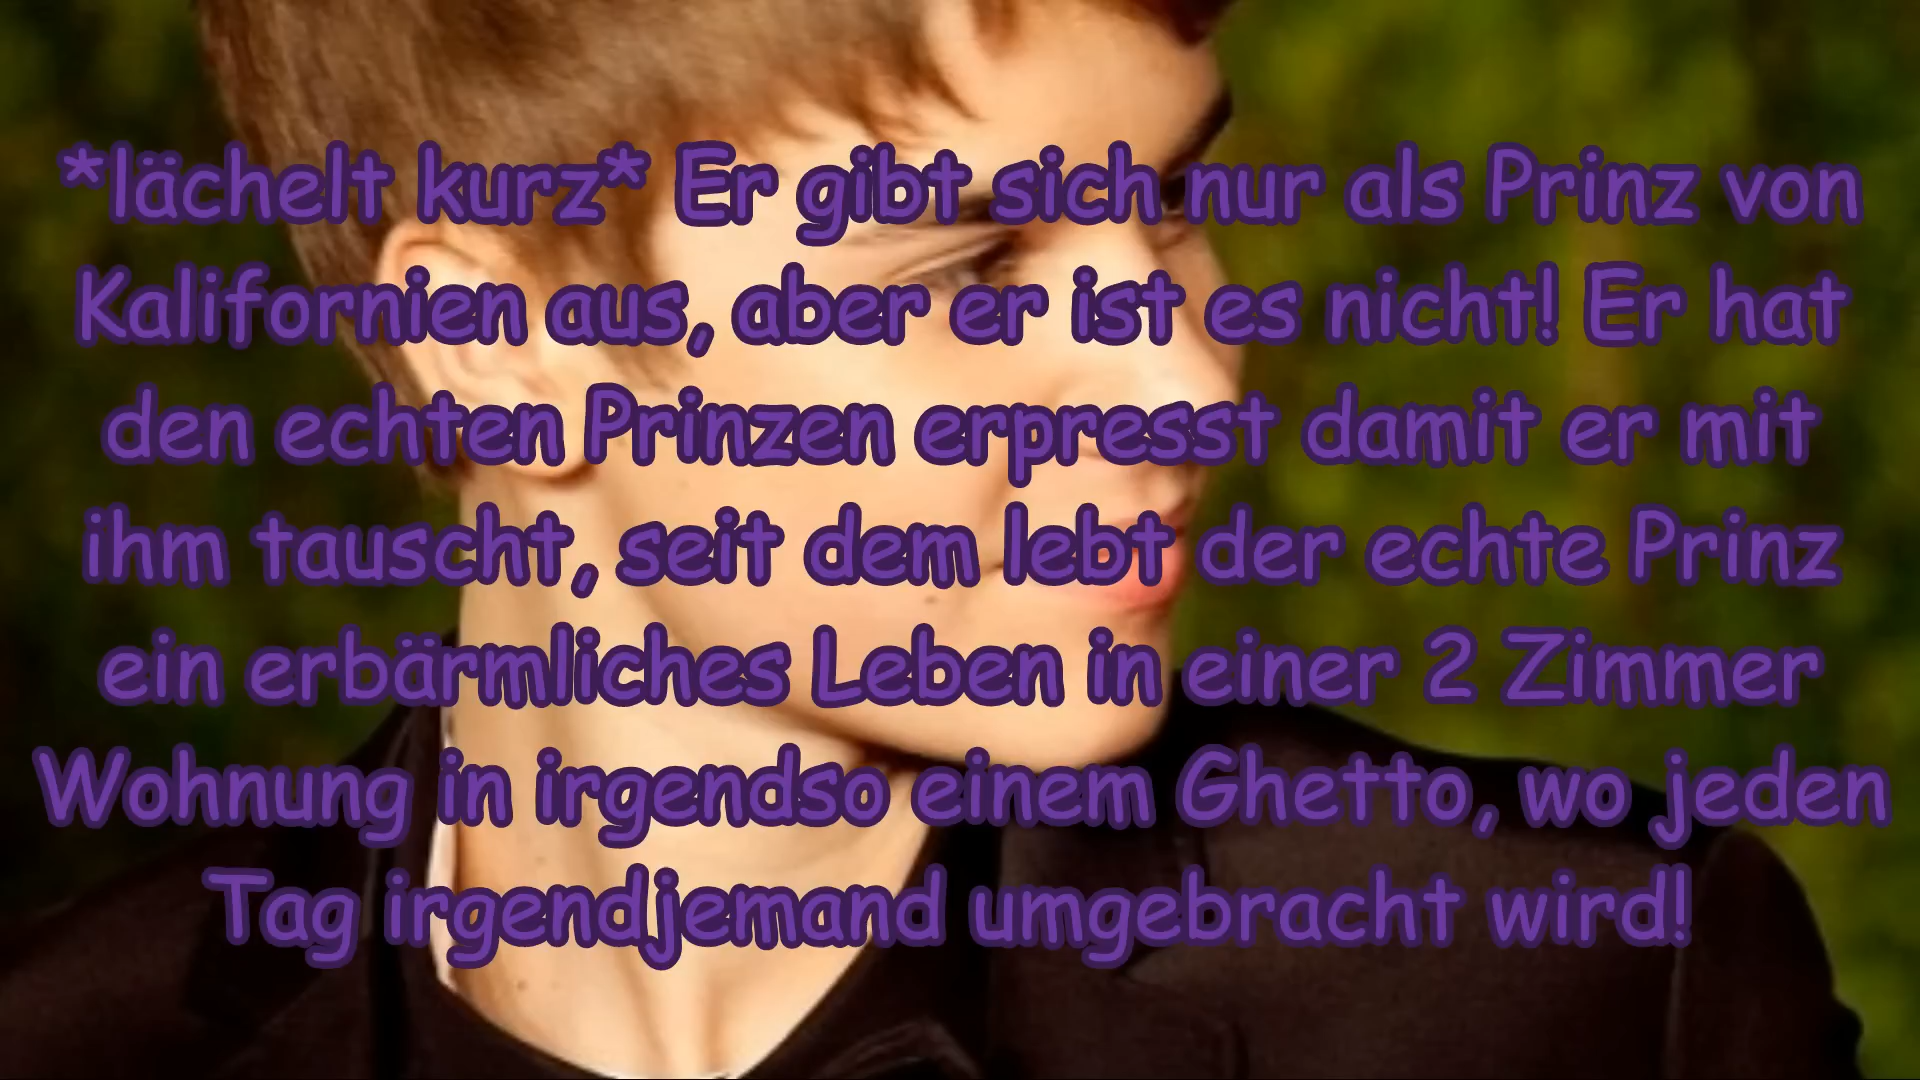 *lächelt kurz* Er gibt sich nur als Prinz von
Kalifornien aus, aber er ist es nicht! Er hat
den echten Prinzen erpresst damit er mit
ihm tauscht, seit dem lebt der echte Prinz
ein erbärmliches Leben in einer 2 Zimmer
Wohnung in irgendso einem Ghetto, wo jeden
Tag irgendjemand umgebracht wird!